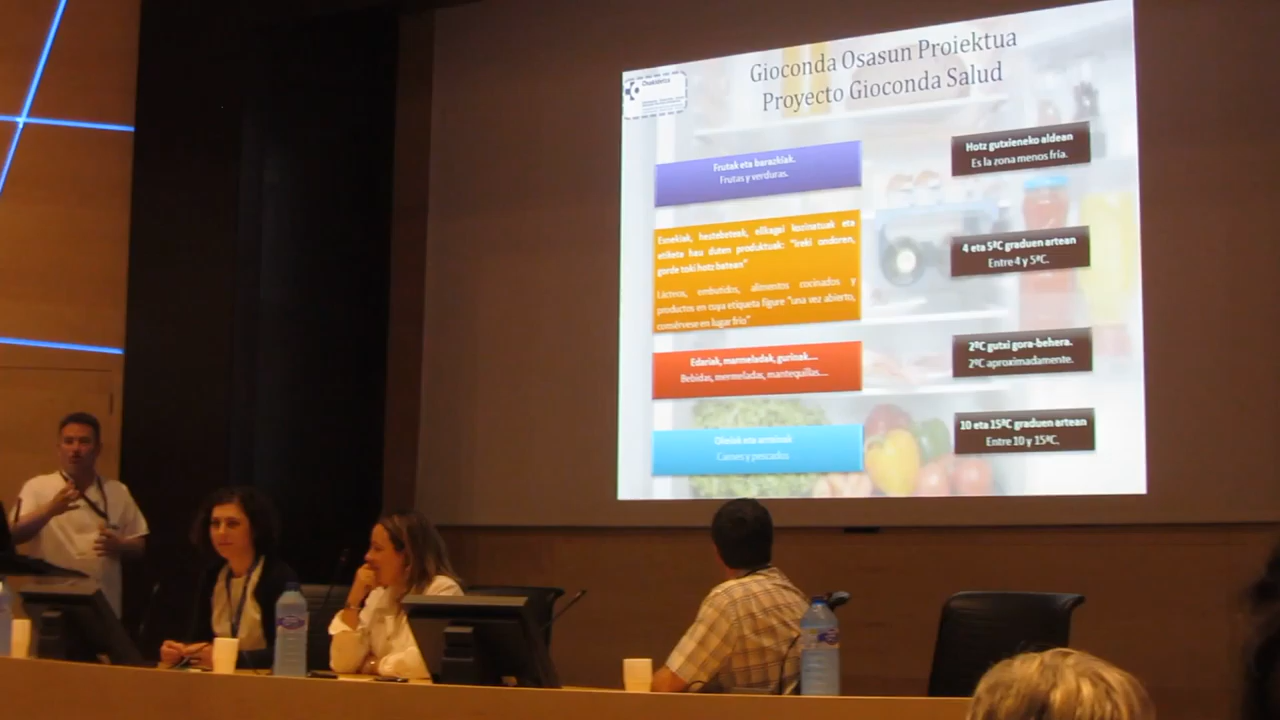 Gioconda Osasun Proiektua
Proyecto Gioconda Salud
Osakidetza
Frutak eta barazkiak.
Frutas y verduras.
Hotz gutxieneko aldean
Es la zona menos fría.
Esnekiak, hestebeteak, elikagai kozinatuak eta
etiketa hau duten produktuak: "Ireki ondoren,
gorde toki hotz batean"
Lácteos, embutidos, alimentos cocinados y
productos en cuya etiqueta figure "una vez abierto,
consérvese en lugar frío"
4 eta 5ºC graduen artean
Entre 4 y 5ºC.
Edariak, marmeladak, gurinak....
Bebidas, mermeladas, mantequillas....
2ºC gutxi gora-behera.
2ºC aproximadamente.
Okeliak eta arrainak
Carnes y pescados
10 eta 15ºC graduen artean
Entre 10 y 15ºC.